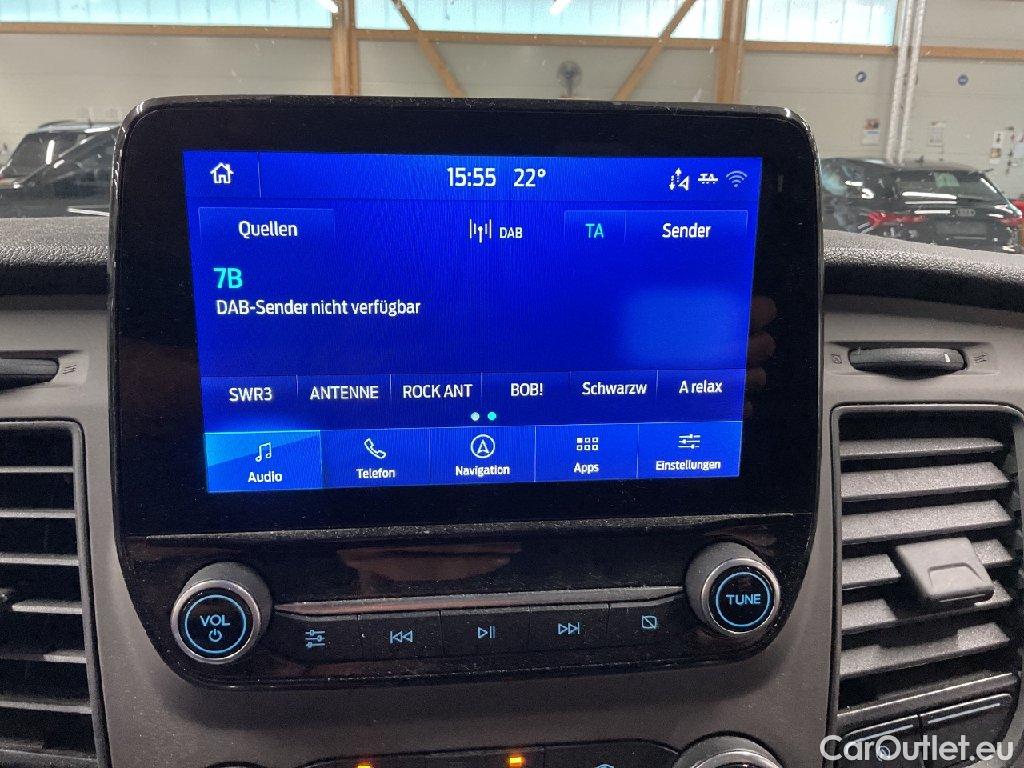 15:55 22°
Quellen DAB TA Sender
7B
DAB-Sender nicht verfügbar
SWR3 ANTENNE ROCK ANT BOB! Schwarzw A relax
Audio Telefon Navigation Apps Einstellungen
VOL TUNE
CarOutlet.eu